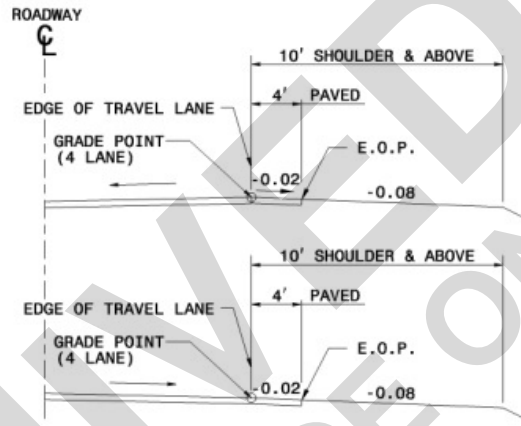 ROADWAY
℄
10' SHOULDER & ABOVE
4' PAVED
EDGE OF TRAVEL LANE
GRADE POINT
(4 LANE)
E.O.P.
-0.02
-0.08
10' SHOULDER & ABOVE
4' PAVED
EDGE OF TRAVEL LANE
GRADE POINT
(4 LANE)
E.O.P.
-0.02
-0.08